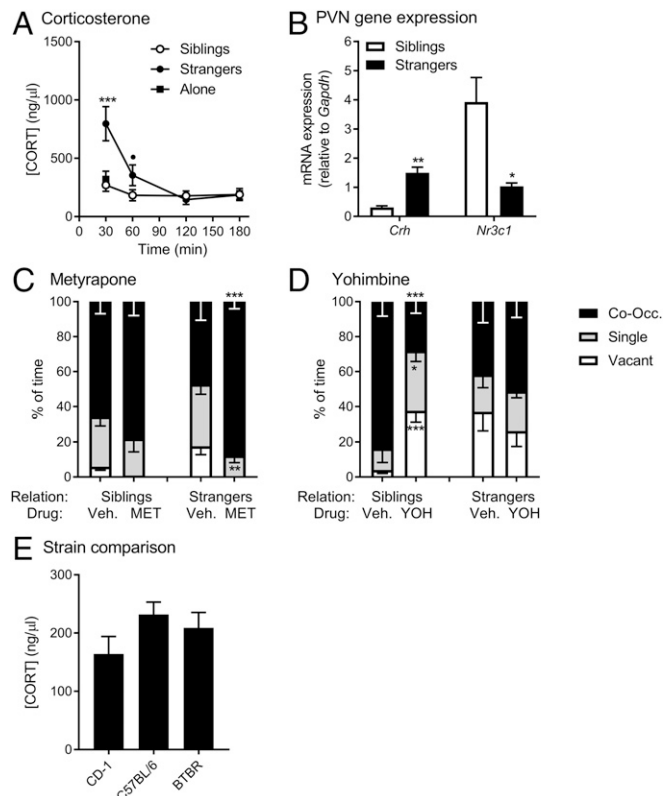 A Corticosterone
Siblings
Strangers
Alone
1500
1000
500
0
***
•
[CORT] (ng/µl)
0 30 60 90 120 150 180
Time (min)
B PVN gene expression
Siblings
Strangers
6
5
4
3
2
1
0
**
*
mRNA expression
(relative to Gapdh)
Crh Nr3c1
C Metyrapone
100
80
60
40
20
0
***
**
% of time
Relation: Siblings Strangers
Drug: Veh. MET Veh. MET
D Yohimbine
100
80
60
40
20
0
***
*
***
% of time
Relation: Siblings Strangers
Drug: Veh. YOH Veh. YOH
Co-Occ.
Single
Vacant
E Strain comparison
300
200
100
0
[CORT] (ng/µl)
CD-1
C57BL/6
BTBR